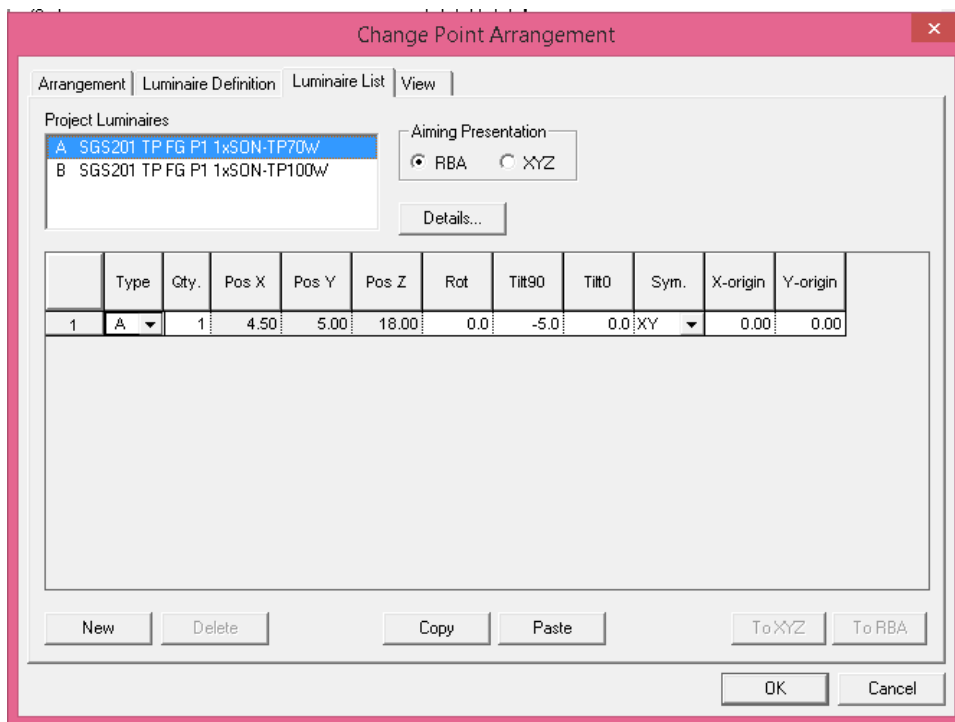 Change Point Arrangement
Arrangement Luminaire Definition Luminaire List View
Project Luminaires
A SGS201 TP FG P1 1xSON-TP70W
B SGS201 TP FG P1 1xSON-TP100W
Aiming Presentation
RBA XYZ
Details...
Type Qty. Pos X Pos Y Pos Z Rot Tilt90 Tilt0 Sym. X-origin Y-origin
1 A 1 4.50 5.00 18.00 0.0 -5.0 0.0 XY 0.00 0.00
New Delete Copy Paste To XYZ To RBA
OK Cancel